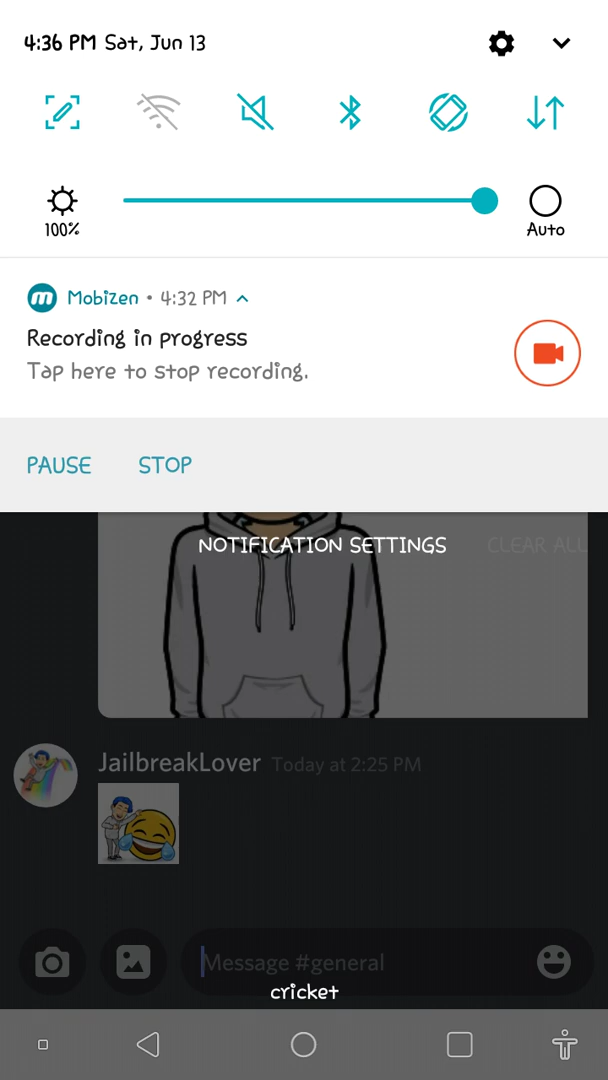 4:36 PM Sat, Jun 13
100%
Auto
Mobizen • 4:32 PM
Recording in progress
Tap here to stop recording.
PAUSE STOP
NOTIFICATION SETTINGS CLEAR ALL
JailbreakLover Today at 2:25 PM
Message #general
cricket